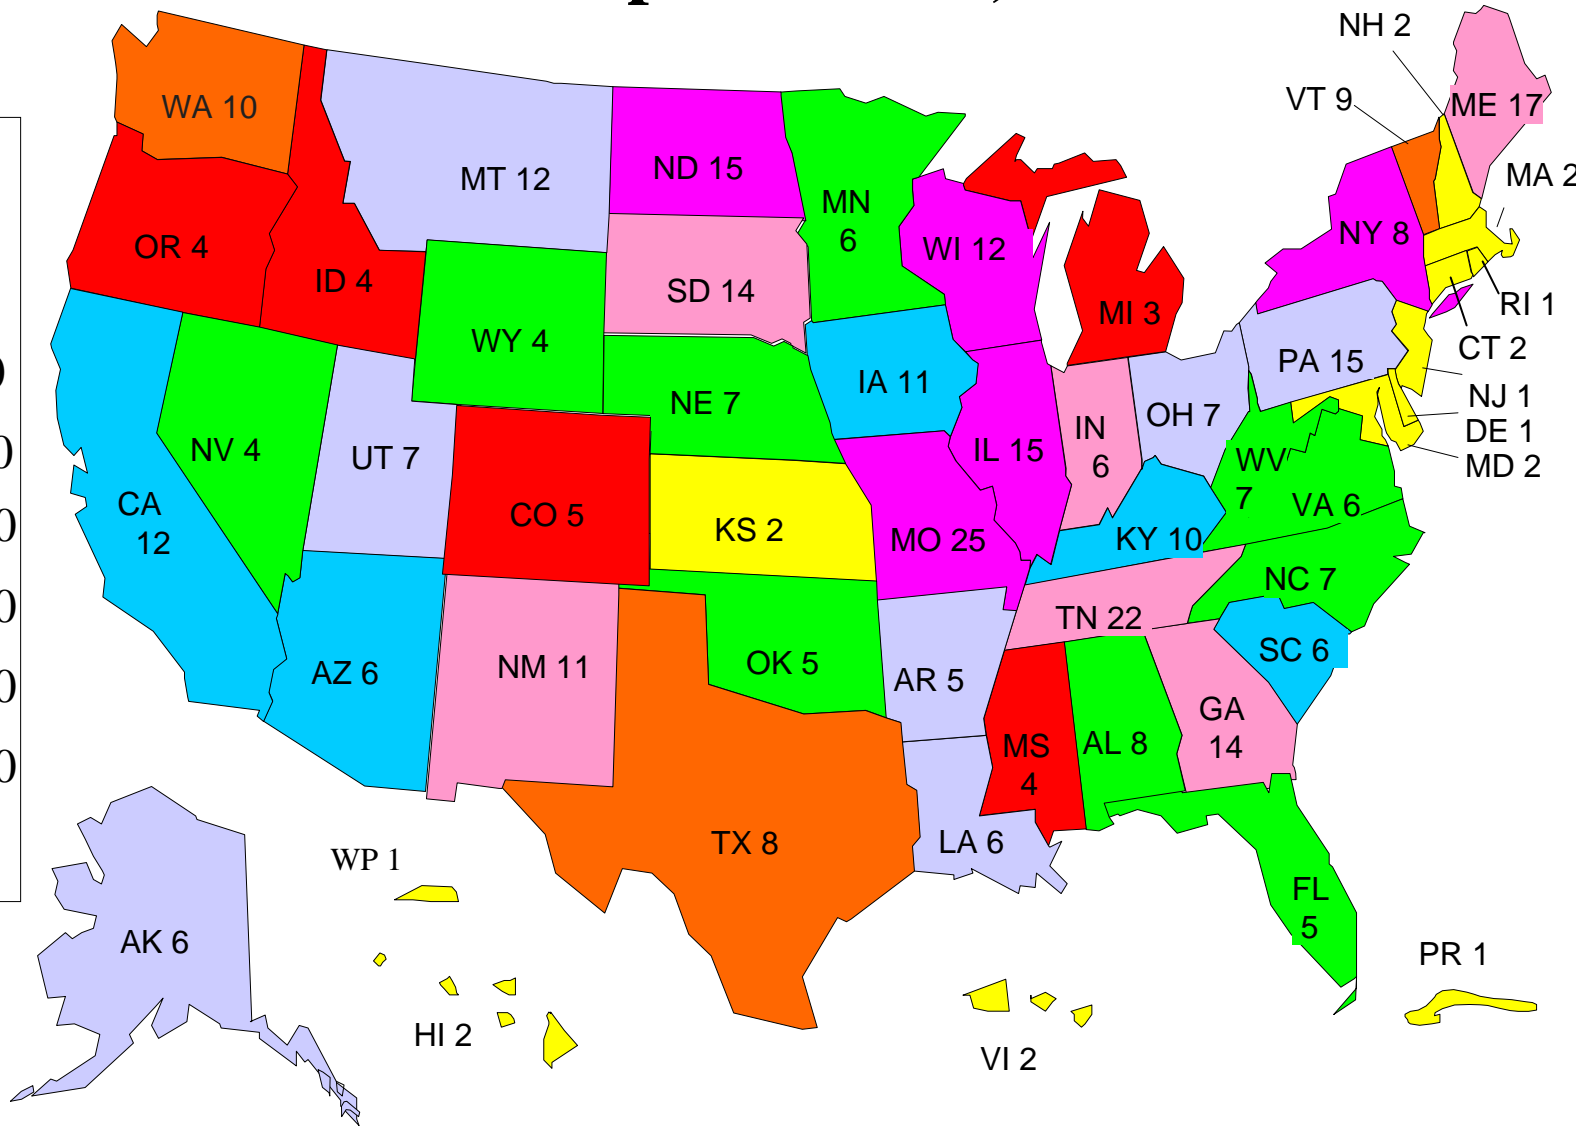 NH 2
VT 9
ME 17
WA 10
MA 2
ND 15
MT 12
MN
6
NY 8
OR 4
WI 12
ID 4
SD 14
RI 1
MI 3
WY 4
CT 2
PA 15
IA 11
NJ 1
NE 7
OH 7
IN
6
DE 1
NV 4
UT 7
IL 15
WV
7
MD 2
CA
12
CO 5
KS 2
VA 6
MO 25
KY 10
NC 7
TN 22
AZ 6
NM 11
OK 5
AR 5
SC 6
GA
14
MS
4
AL 8
TX 8
LA 6
WP 1
FL
5
AK 6
PR 1
HI 2
VI 2
0
0
0
0
0